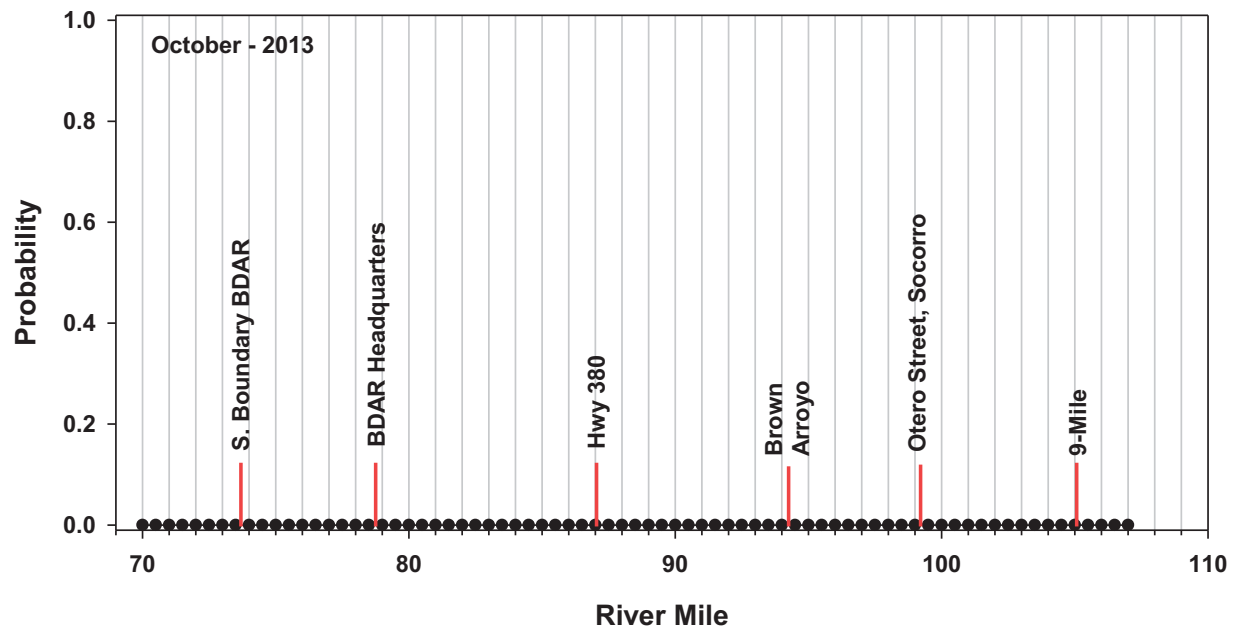 October - 2013
1.0
0.8
0.6
0.4
0.2
0.0
Probability
S. Boundary BDAR
BDAR Headquarters
Hwy 380
Brown
Arroyo
Otero Street, Socorro
9-Mile
70
80
90
100
110
River Mile